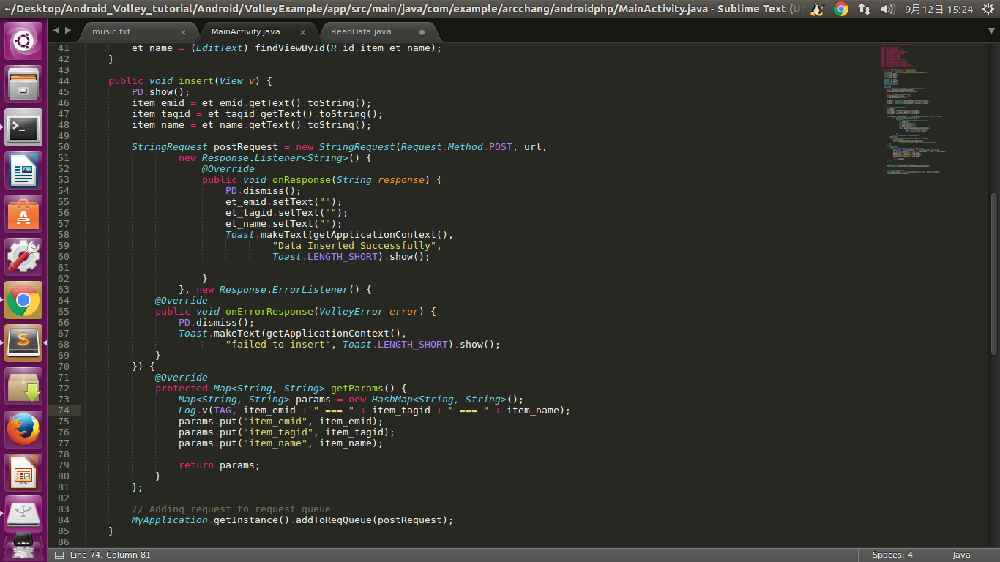 ~/Desktop/Android_Volley_tutorial/Android/VolleyExample/app/src/main/java/com/example/arcchang/androidphp/MainActivity.java - Sublime Text (U
9月12日 15:24
music.txt × MainActivity.java × ReadData.java
41 et_name = (EditText) findViewById(R.id.item_et_name);
42 }
43
44 public void insert(View v) {
45 PD.show();
46 item_emid = et_emid.getText().toString();
47 item_tagid = et_tagid.getText().toString();
48 item_name = et_name.getText().toString();
49
50 StringRequest postRequest = new StringRequest(Request.Method.POST, url,
51 new Response.Listener<String>() {
52 @Override
53 public void onResponse(String response) {
54 PD.dismiss();
55 et_emid.setText("");
56 et_tagid.setText("");
57 et_name.setText("");
58 Toast.makeText(getApplicationContext(),
59 "Data Inserted Successfully",
60 Toast.LENGTH_SHORT).show();
61
62 }
63 }, new Response.ErrorListener() {
64 @Override
65 public void onErrorResponse(VolleyError error) {
66 PD.dismiss();
67 Toast.makeText(getApplicationContext(),
68 "failed to insert", Toast.LENGTH_SHORT).show();
69 }
70 }) {
71 @Override
72 protected Map<String, String> getParams() {
73 Map<String, String> params = new HashMap<String, String>();
74 Log.v(TAG, item_emid + " === " + item_tagid + " === " + item_name);
75 params.put("item_emid", item_emid);
76 params.put("item_tagid", item_tagid);
77 params.put("item_name", item_name);
78
79 return params;
80 }
81 };
82
83 // Adding request to request queue
84 MyApplication.getInstance().addToReqQueue(postRequest);
85 }
86
Line 74, Column 81
Spaces: 4
Java